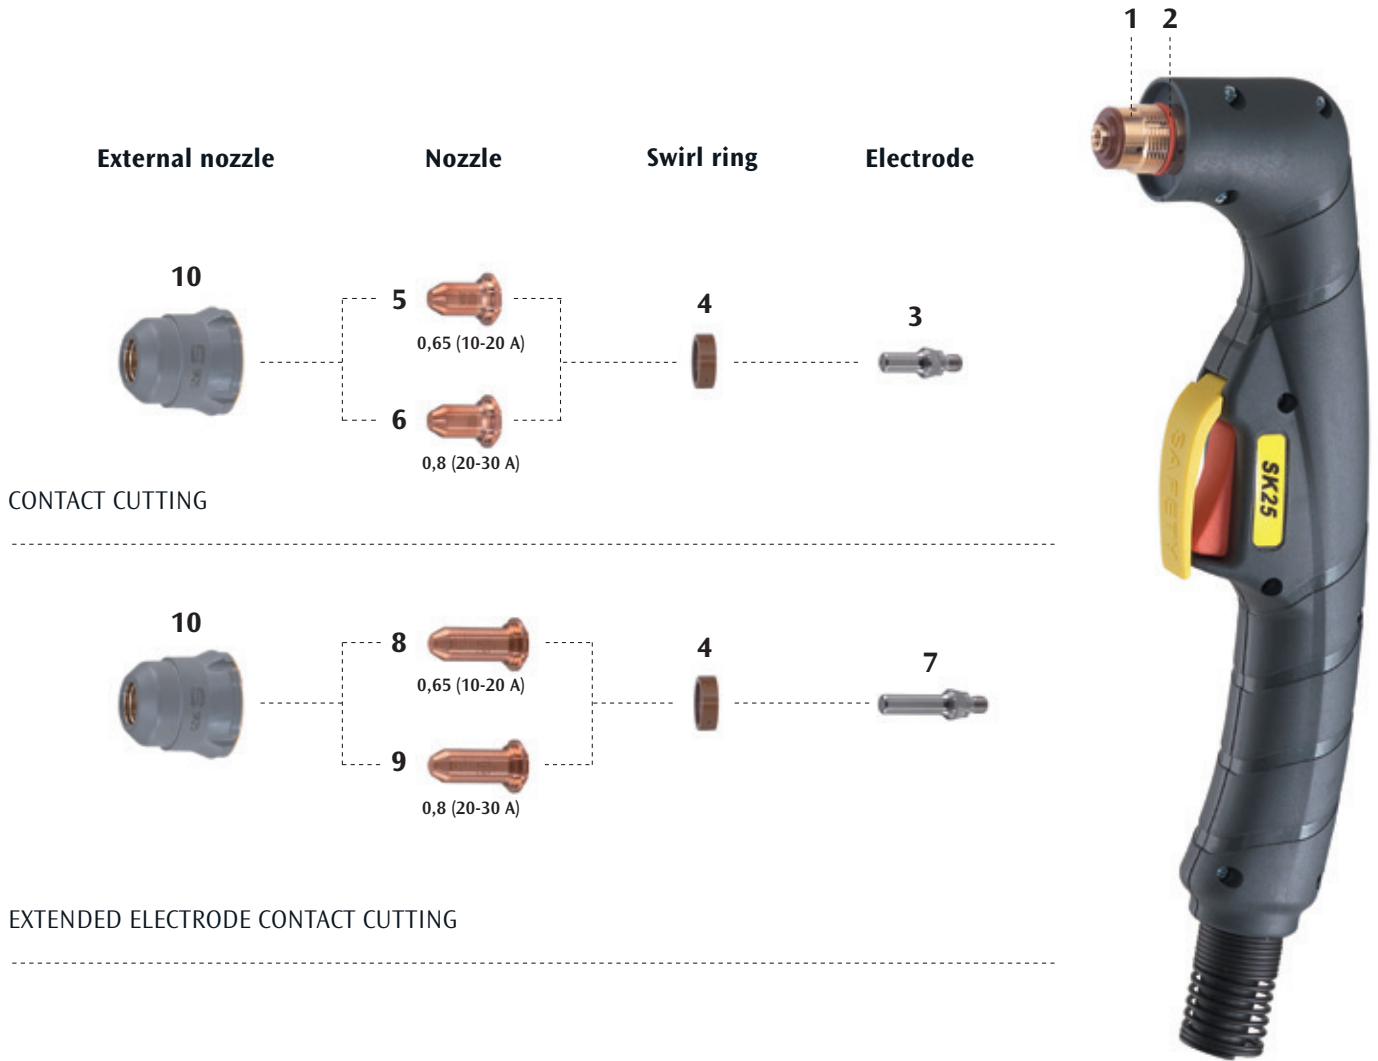 1 2
External nozzle Nozzle Swirl ring Electrode
10
5
0,65 (10-20 A)
4
3
6
0,8 (20-30 A)
CONTACT CUTTING
SAFETY
SK25
10
8
0,65 (10-20 A)
4
7
9
0,8 (20-30 A)
EXTENDED ELECTRODE CONTACT CUTTING